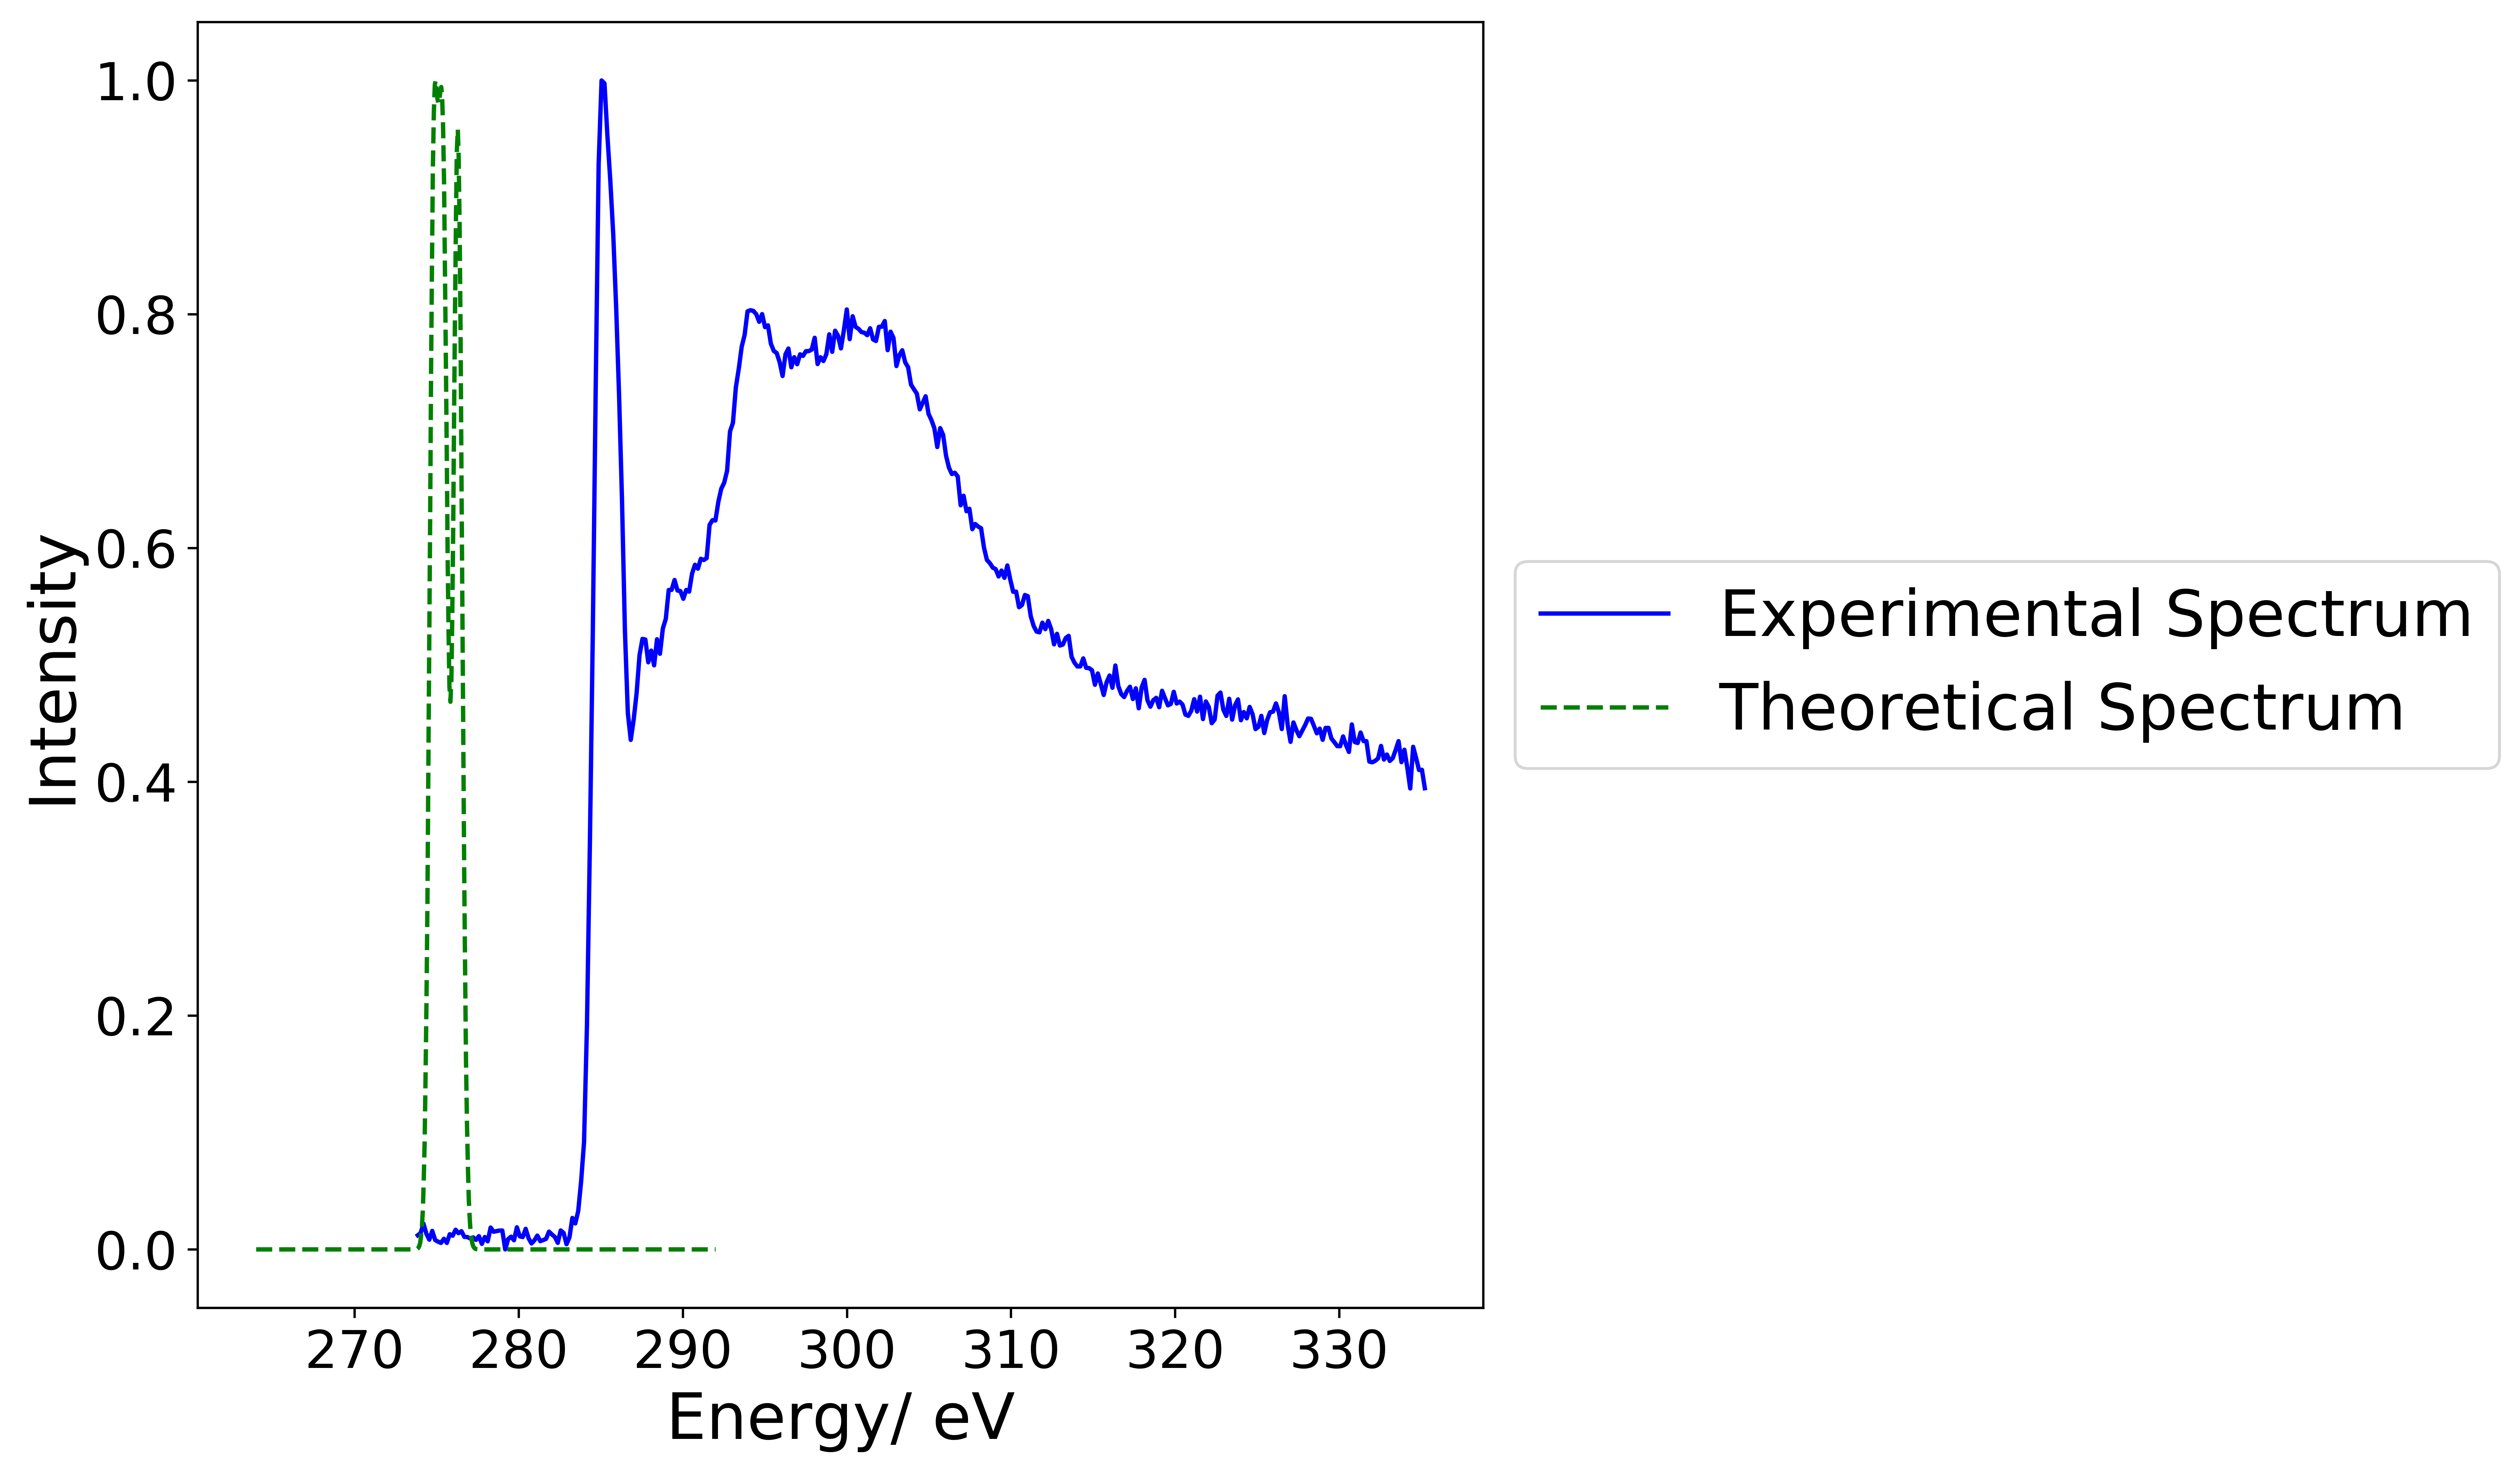 1.0
0.8
0.6
0.4
0.2
0.0
Intensity
270 280 290 300 310 320 330
Energy/ eV
Experimental Spectrum
Theoretical Spectrum